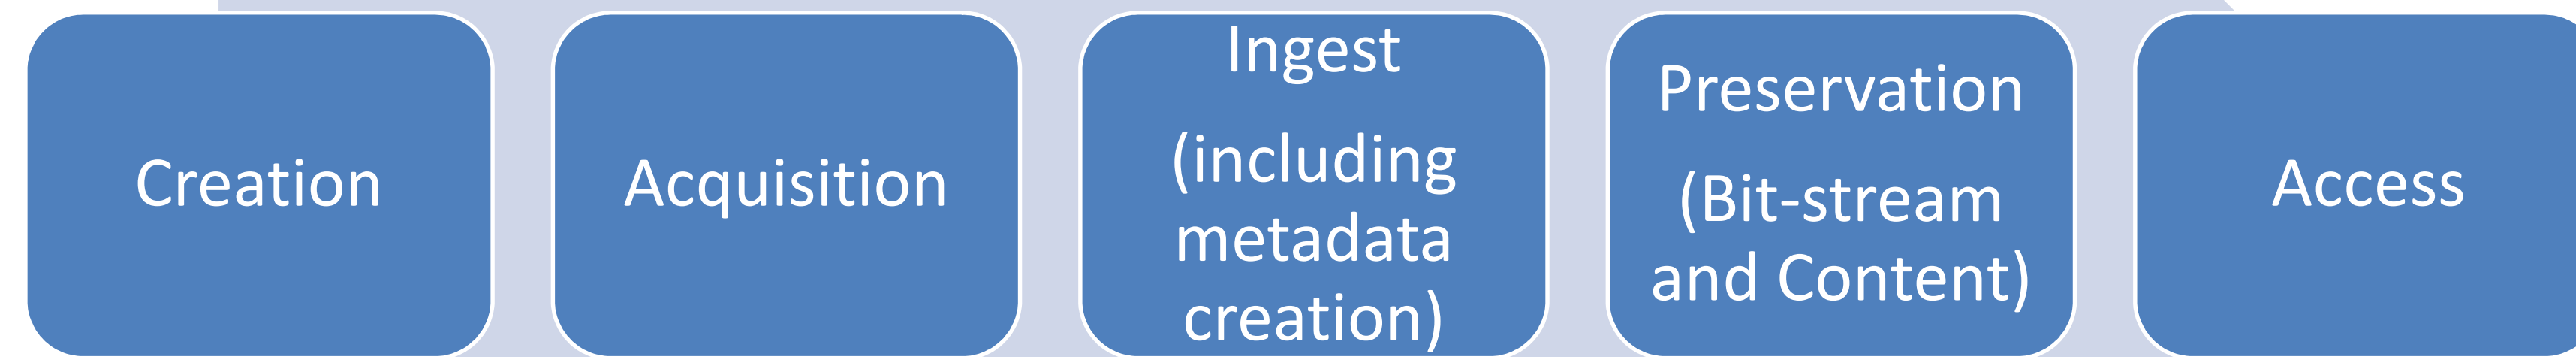 Creation
Acquisition
Ingest
(including
metadata
creation)
Preservation
(Bit-stream
and Content)
Access